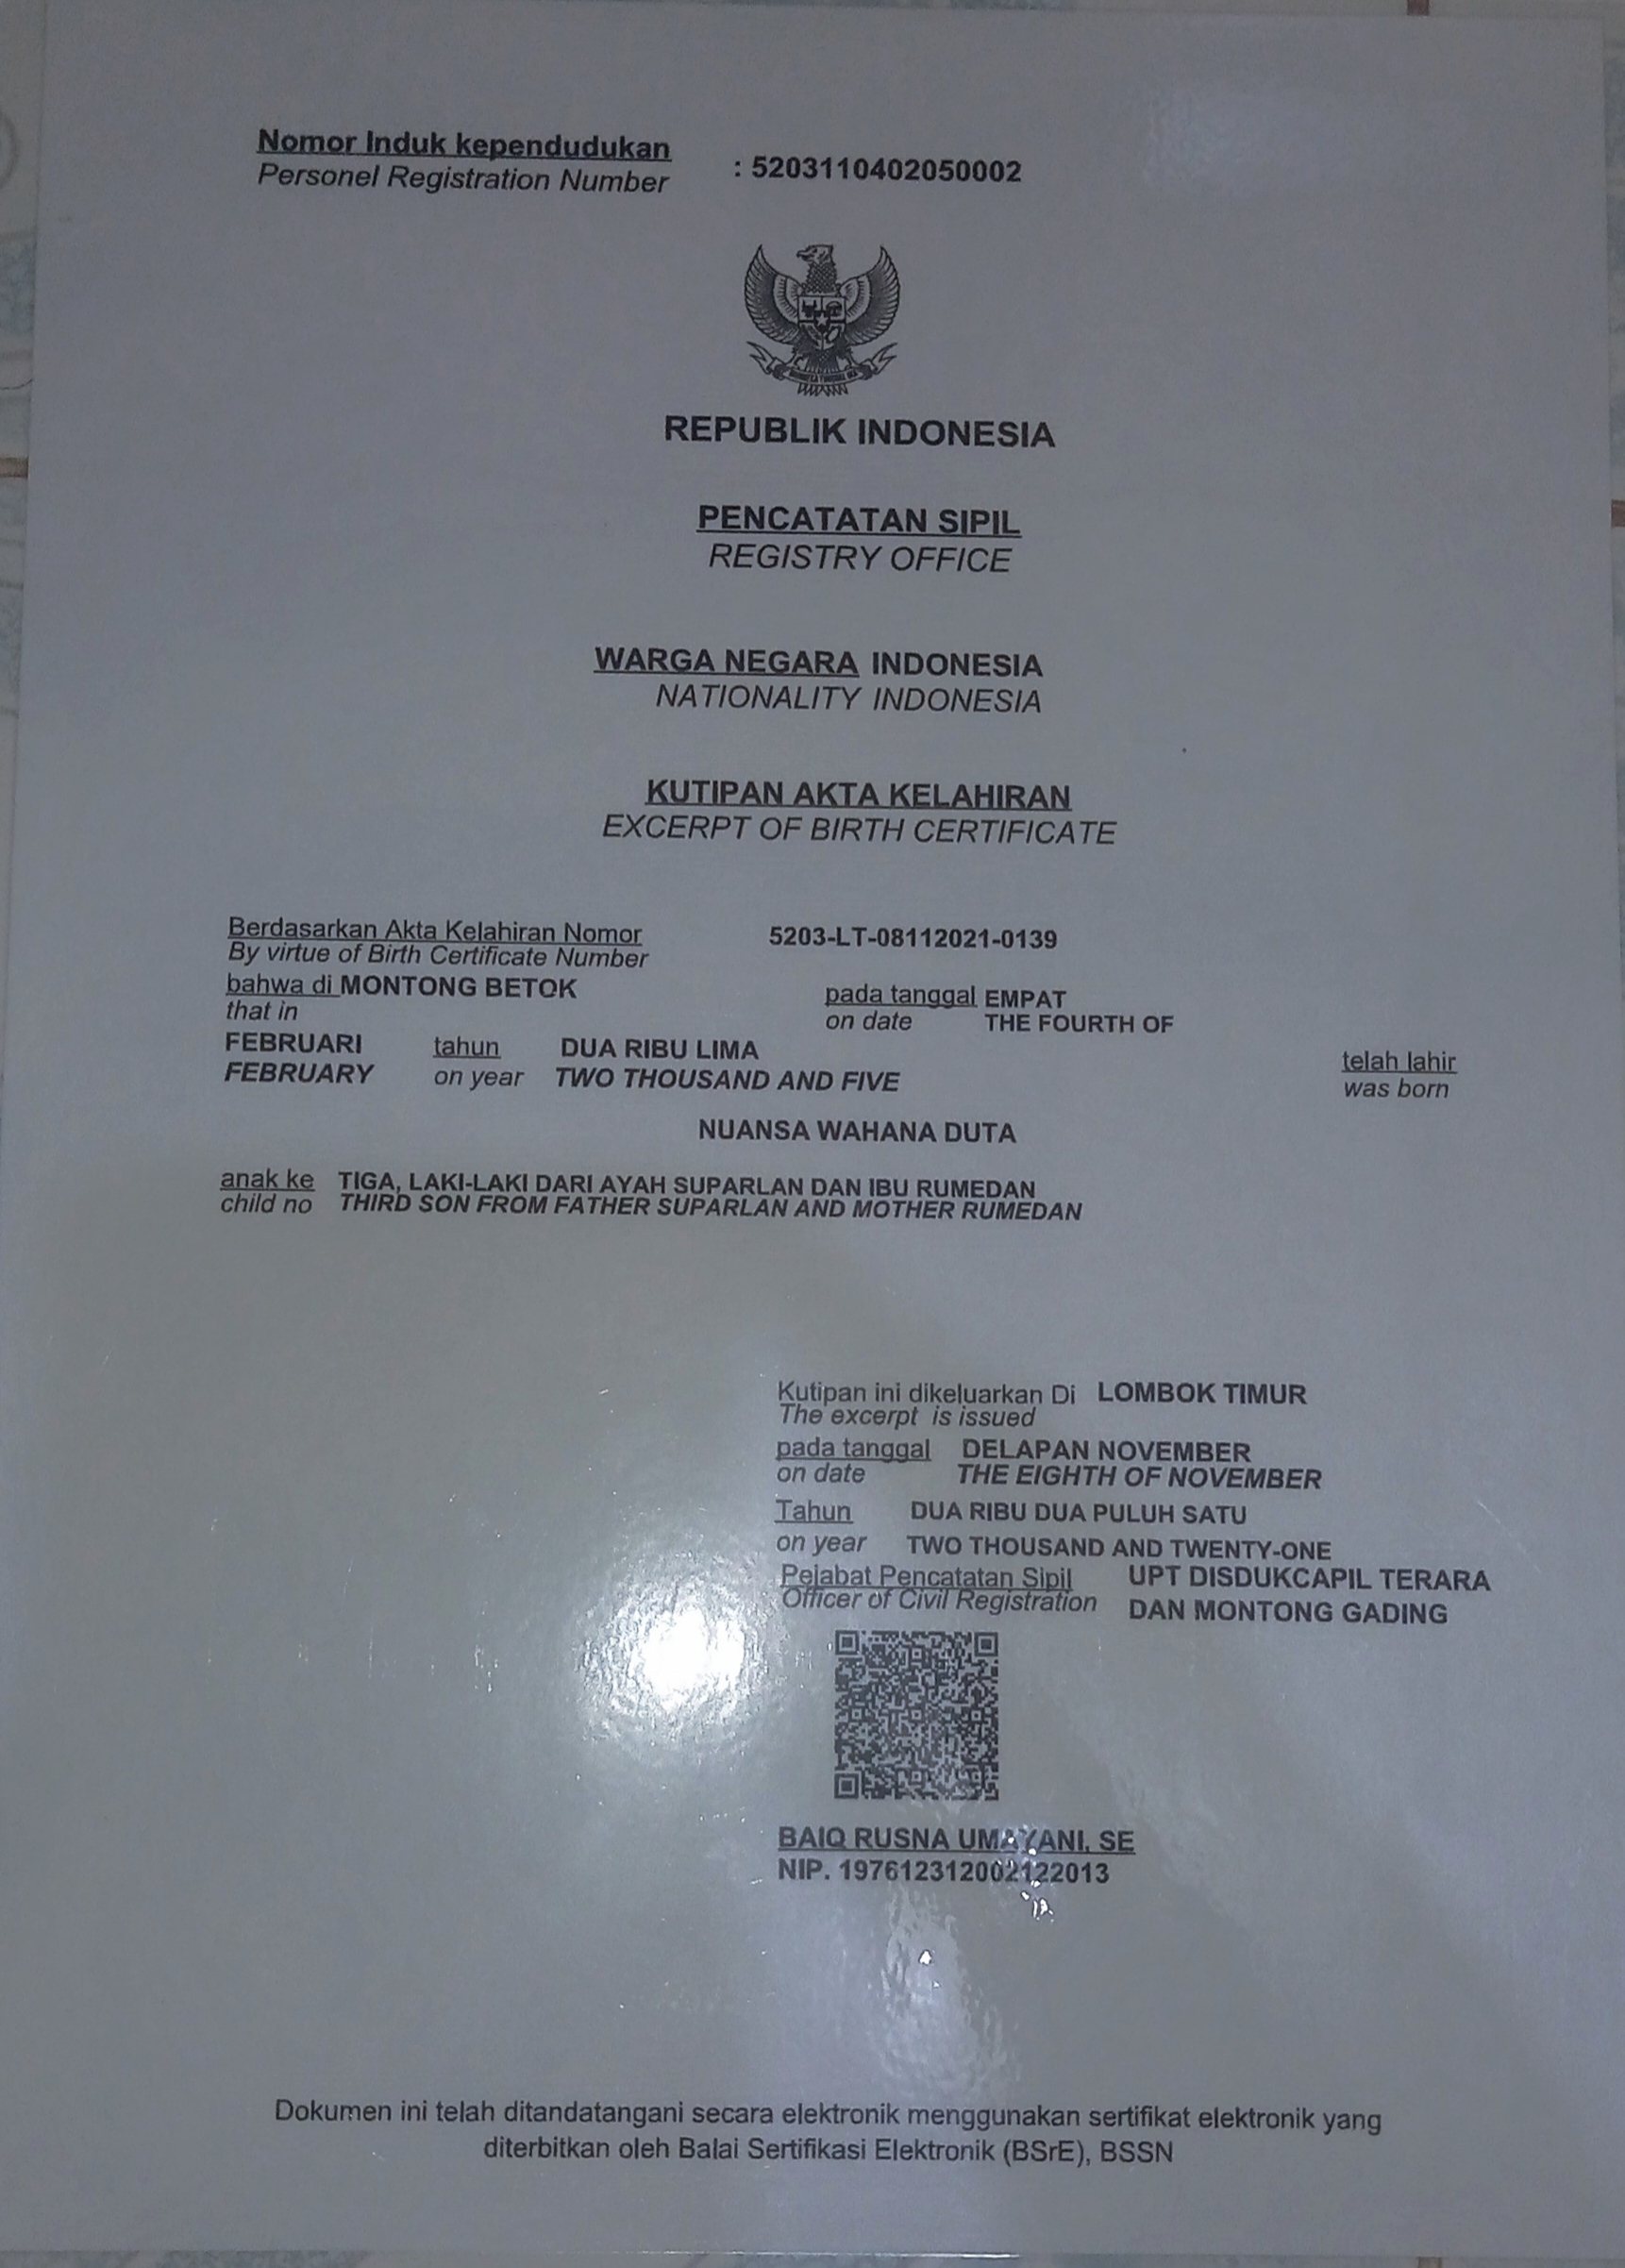 Nomor Induk kependudukan : 5203110402050002
Personel Registration Number
REPUBLIK INDONESIA
PENCATATAN SIPIL
REGISTRY OFFICE
WARGA NEGARA INDONESIA
NATIONALITY INDONESIA
KUTIPAN AKTA KELAHIRAN
EXCERPT OF BIRTH CERTIFICATE
Berdasarkan Akta Kelahiran Nomor 5203-LT-08112021-0139
By virtue of Birth Certificate Number
bahwa di MONTONG BETOK pada tanggal EMPAT
that in on date THE FOURTH OF
FEBRUARI tahun DUA RIBU LIMA telah lahir
FEBRUARY on year TWO THOUSAND AND FIVE was born
NUANSA WAHANA DUTA
anak ke TIGA, LAKI-LAKI DARI AYAH SUPARLAN DAN IBU RUMEDAN
child no THIRD SON FROM FATHER SUPARLAN AND MOTHER RUMEDAN
Kutipan ini dikeluarkan Di LOMBOK TIMUR
The excerpt is issued
pada tanggal DELAPAN NOVEMBER
on date THE EIGHTH OF NOVEMBER
Tahun DUA RIBU DUA PULUH SATU
on year TWO THOUSAND AND TWENTY-ONE
Pejabat Pencatatan Sipil UPT DISDUKCAPIL TERARA
Officer of Civil Registration DAN MONTONG GADING
BAIQ RUSNA UMAYANI, SE
NIP. 197612312002122013
Dokumen ini telah ditandatangani secara elektronik menggunakan sertifikat elektronik yang
diterbitkan oleh Balai Sertifikasi Elektronik (BSrE), BSSN